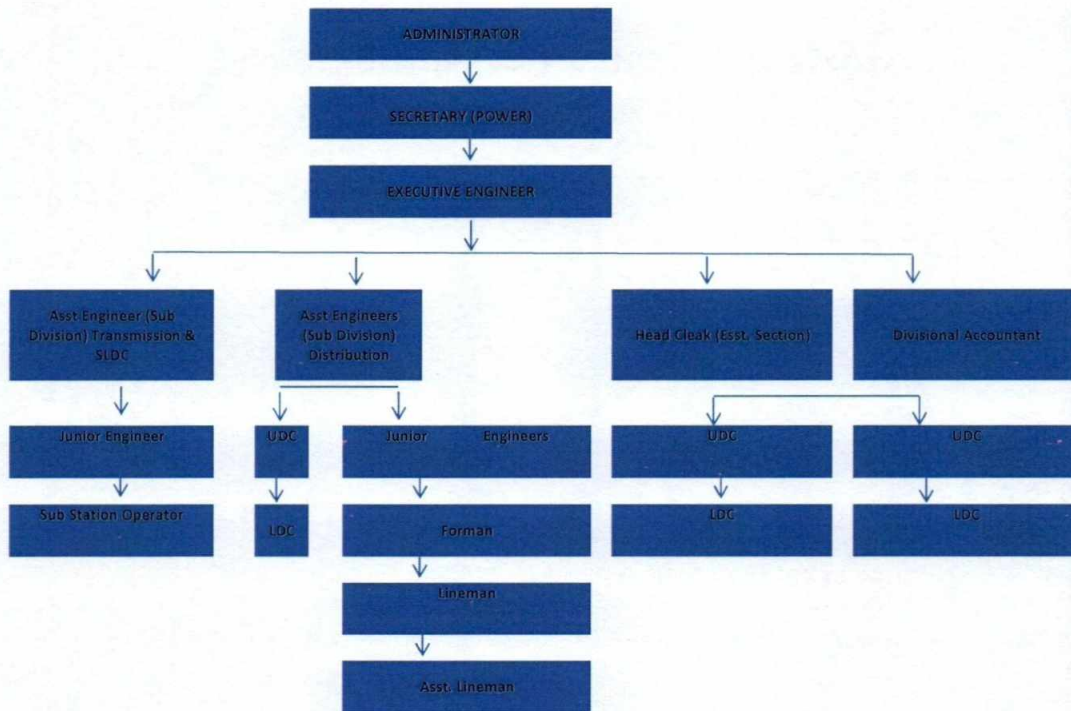 ADMINISTRATOR
SECRETARY (POWER)
EXECUTIVE ENGINEER
Asst Engineer (Sub
Division) Transmission &
SLDC
Asst Engineers
(Sub Division)
Distribution
Head Cleak (Esst. Section)
Divisional Accountant
Junior Engineer
UDC
Junior Engineers
UDC
UDC
Sub Station Operator
LDC
Forman
LDC
LDC
Lineman
Asst. Lineman